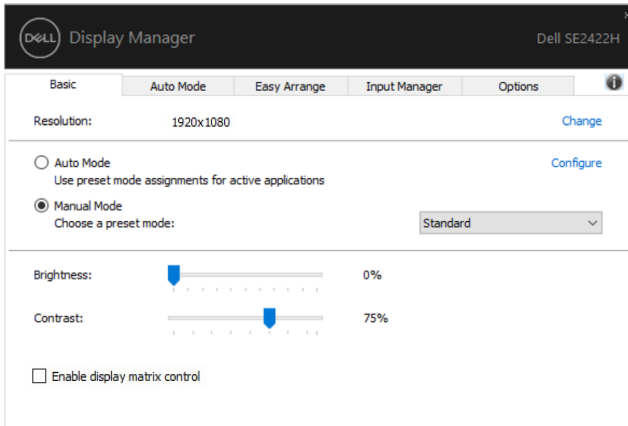 DELL Display Manager
Dell SE2422H
Basic
Auto Mode
Easy Arrange
Input Manager
Options
Resolution: 1920x1080 Change
Auto Mode Configure
Use preset mode assignments for active applications
Manual Mode
Choose a preset mode: Standard
Brightness: 0%
Contrast: 75%
Enable display matrix control